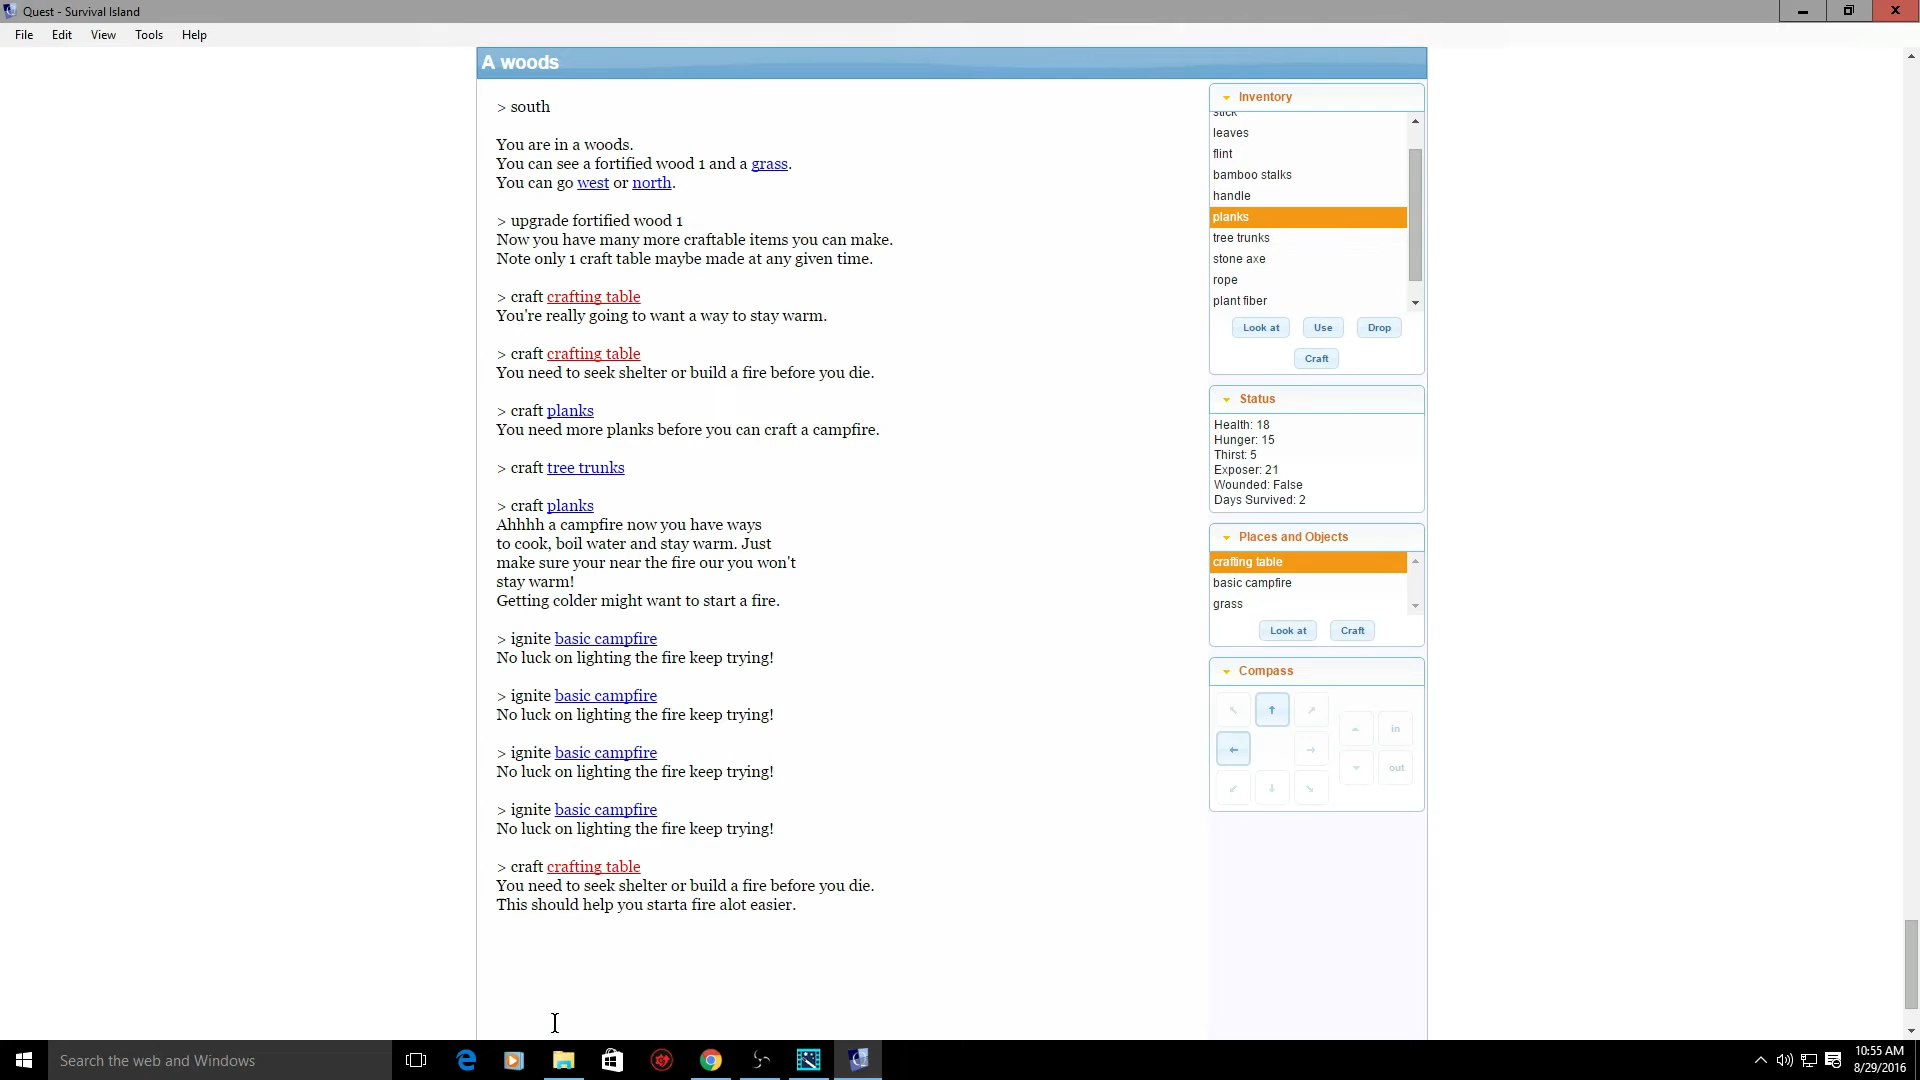 Quest - Survival Island
File Edit View Tools Help
A woods
> south
You are in a woods.
You can see a fortified wood 1 and a grass.
You can go west or north.
> upgrade fortified wood 1
Now you have many more craftable items you can make.
Note only 1 craft table maybe made at any given time.
> craft crafting table
You're really going to want a way to stay warm.
> craft crafting table
You need to seek shelter or build a fire before you die.
> craft planks
You need more planks before you can craft a campfire.
> craft tree trunks
> craft planks
Ahhhh a campfire now you have ways
to cook, boil water and stay warm. Just
make sure your near the fire our you won't
stay warm!
Getting colder might want to start a fire.
> ignite basic campfire
No luck on lighting the fire keep trying!
> ignite basic campfire
No luck on lighting the fire keep trying!
> ignite basic campfire
No luck on lighting the fire keep trying!
> ignite basic campfire
No luck on lighting the fire keep trying!
> craft crafting table
You need to seek shelter or build a fire before you die.
This should help you starta fire alot easier.
Inventory
stick
leaves
flint
bamboo stalks
handle
planks
tree trunks
stone axe
rope
plant fiber
Look at Use Drop
Craft
Status
Health: 18
Hunger: 15
Thirst: 5
Exposer: 21
Wounded: False
Days Survived: 2
Places and Objects
crafting table
basic campfire
grass
Look at Craft
Compass
in
out
Search the web and Windows
10:55 AM
8/29/2016